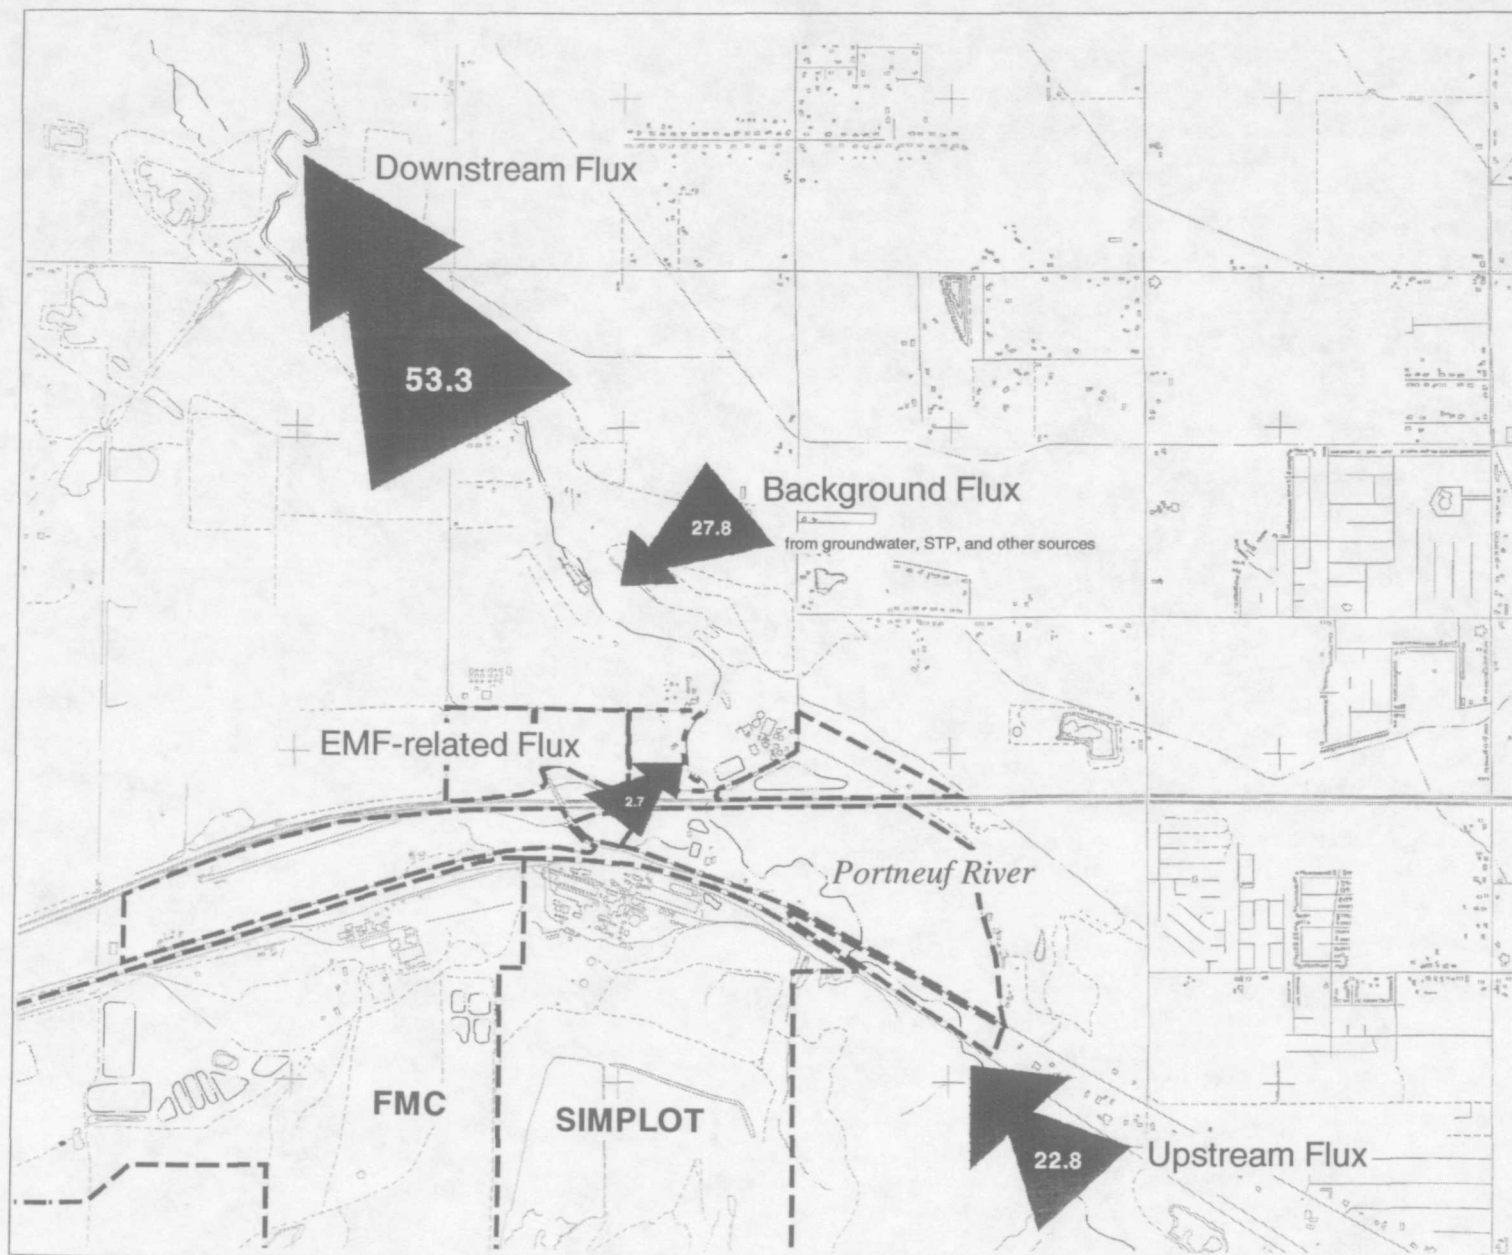 Downstream Flux
53.3
Background Flux
27.8
from groundwater, STP, and other sources
EMF-related Flux
2.7
Portneuf River
FMC
SIMPLOT
22.8
Upstream Flux